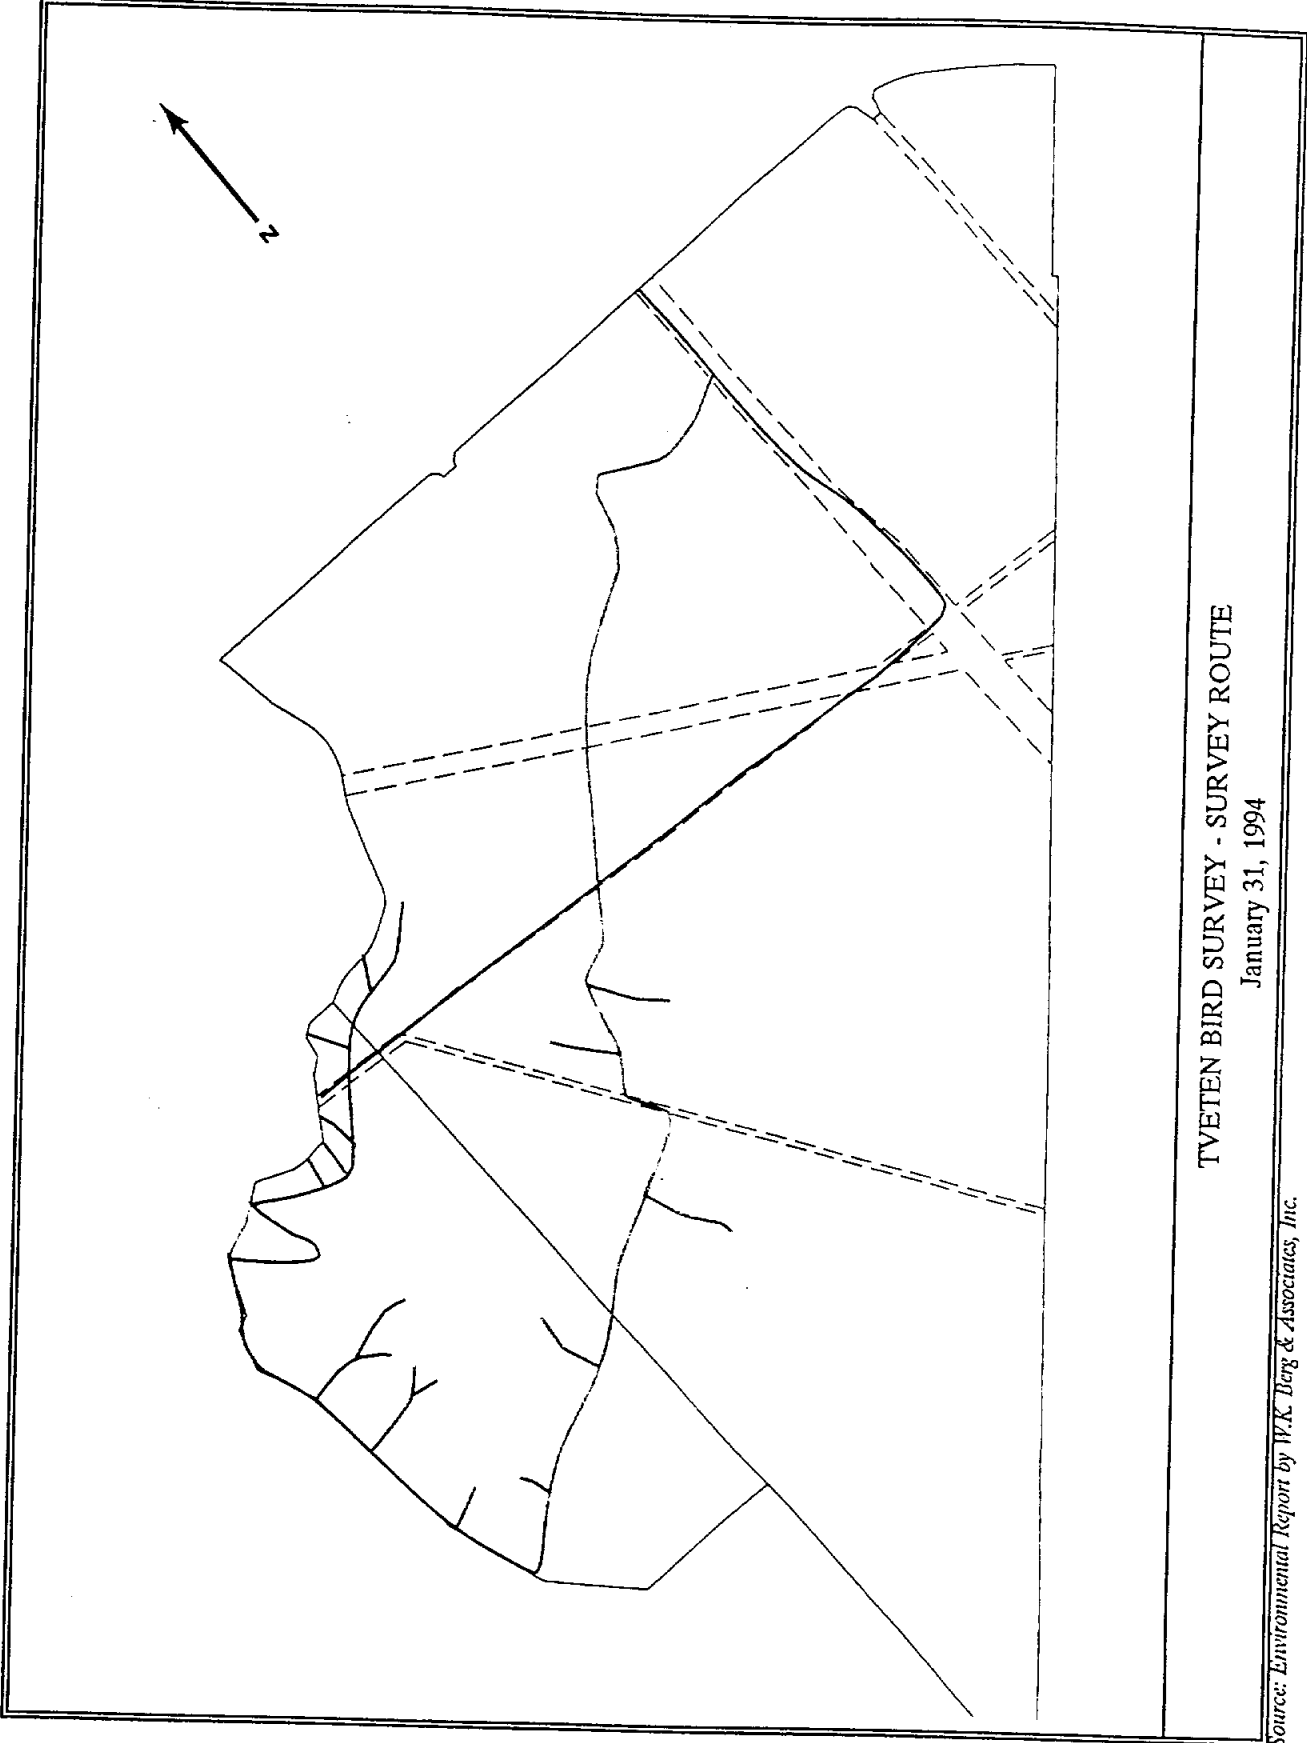 N
TVETEN BIRD SURVEY - SURVEY ROUTE
January 31, 1994
Source: Environmental Report by W.K. Berg & Associates, Inc.